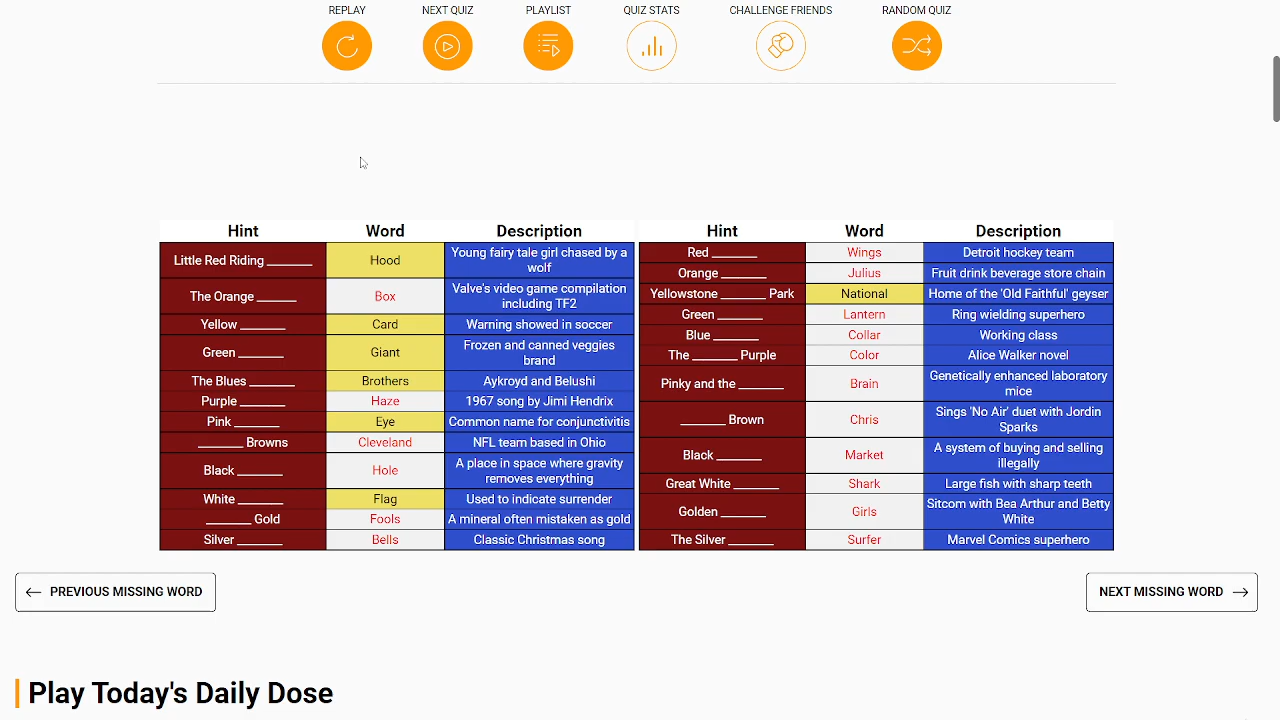 REPLAY NEXT QUIZ PLAYLIST QUIZ STATS CHALLENGE FRIENDS RANDOM QUIZ
Hint Word Description
Little Red Riding _______ Hood Young fairy tale girl chased by a
wolf
The Orange ______ Box Valve's video game compilation
including TF2
Yellow _______ Card Warning showed in soccer
Green _______ Giant Frozen and canned veggies
brand
The Blues _______ Brothers Aykroyd and Belushi
Purple _______ Haze 1967 song by Jimi Hendrix
Pink _______ Eye Common name for conjunctivitis
_______ Browns Cleveland NFL team based in Ohio
Black _______ Hole A place in space where gravity
removes everything
White _______ Flag Used to indicate surrender
_______ Gold Fools A mineral often mistaken as gold
Silver _______ Bells Classic Christmas song
Hint Word Description
Red _______ Wings Detroit hockey team
Orange _______ Julius Fruit drink beverage store chain
Yellowstone _______ Park National Home of the 'Old Faithful' geyser
Green _______ Lantern Ring wielding superhero
Blue _______ Collar Working class
The _______ Purple Color Alice Walker novel
Pinky and the _______ Brain Genetically enhanced laboratory
mice
_______ Brown Chris Sings 'No Air' duet with Jordin
Sparks
Black _______ Market A system of buying and selling
illegally
Great White _______ Shark Large fish with sharp teeth
Golden _______ Girls Sitcom with Bea Arthur and Betty
White
The Silver _______ Surfer Marvel Comics superhero
← PREVIOUS MISSING WORD NEXT MISSING WORD →
Play Today's Daily Dose